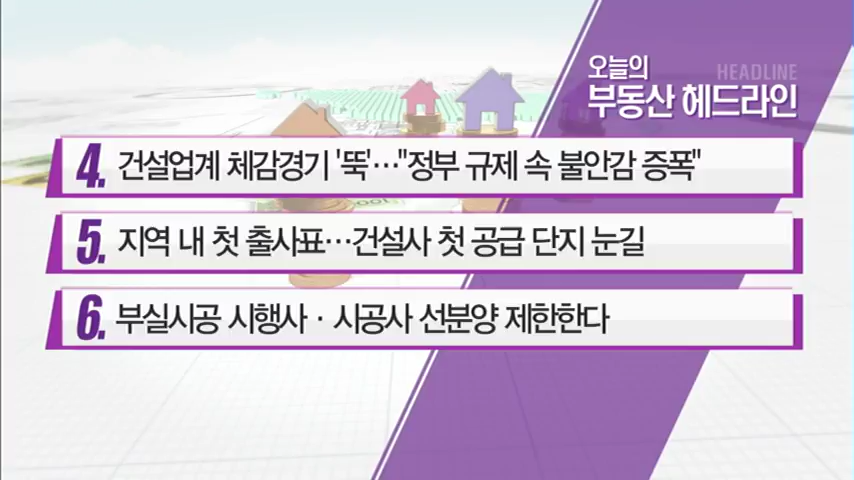 오늘의
HEADLINE
부동산 헤드라인
4. 건설업계 체감경기 '뚝'…"정부 규제 속 불안감 증폭"
5. 지역 내 첫 출사표…건설사 첫 공급 단지 눈길
6. 부실시공 시행사·시공사 선분양 제한한다